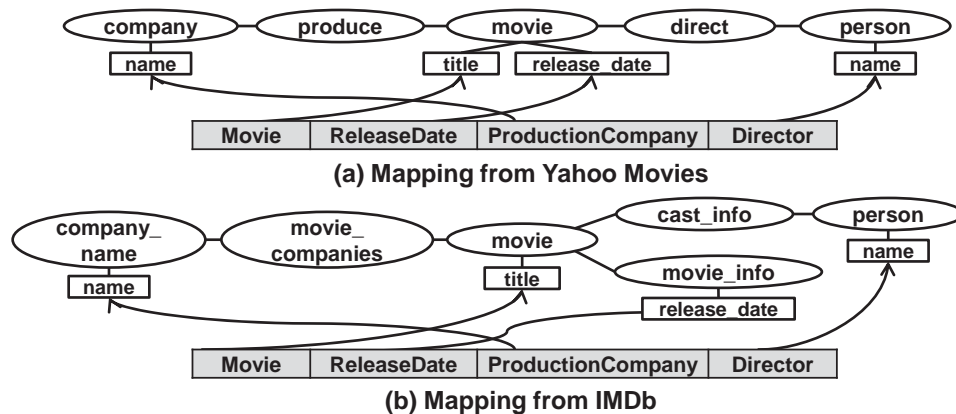 company produce movie direct person
name title release_date name
Movie ReleaseDate ProductionCompany Director
(a) Mapping from Yahoo Movies
company_
name
movie_
companies
movie
cast_info
person
name
title
name
movie_info
release_date
Movie ReleaseDate ProductionCompany Director
(b) Mapping from IMDb